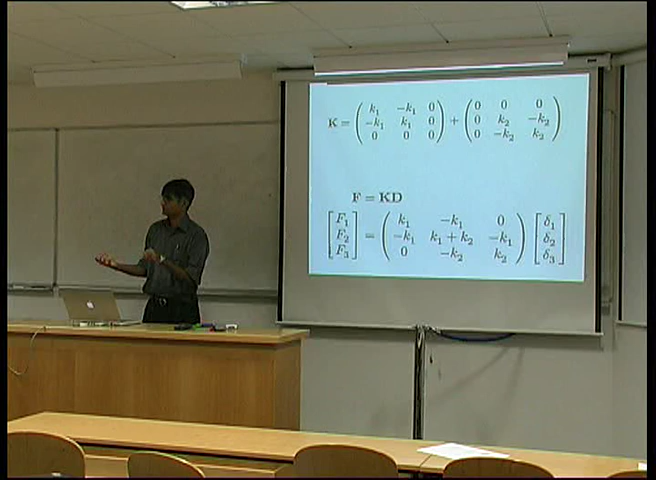 K = ( k₁ −k₁ 0 ) + ( 0 0 0 )
( −k₁ k₁ 0 ) ( 0 k₂ −k₂ )
( 0 0 0 ) ( 0 −k₂ k₂ )
F = KD
[ F₁ ] = ( k₁ −k₁ 0 ) [ δ₁ ]
[ F₂ ] ( −k₁ k₁ + k₂ −k₁ ) [ δ₂ ]
[ F₃ ] ( 0 −k₂ k₂ ) [ δ₃ ]